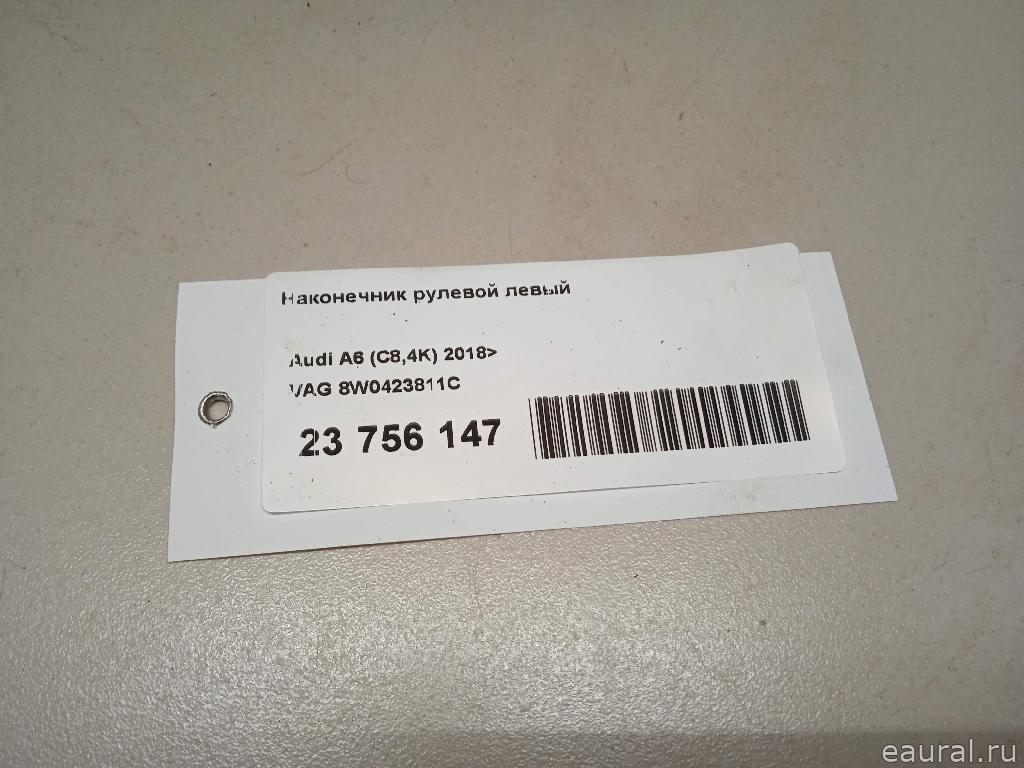 Наконечник рулевой левый
Audi A6 (C8,4K) 2018>
VAG 8W0423811C
23 756 147
eaural.ru